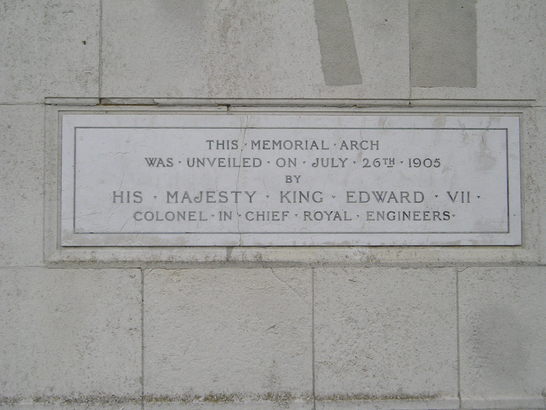 THIS · MEMORIAL · ARCH
WAS · UNVEILED · ON · JULY · 26TH · 1905
BY
HIS · MAJESTY · KING · EDWARD · VII ·
COLONEL · IN · CHIEF · ROYAL · ENGINEERS ·